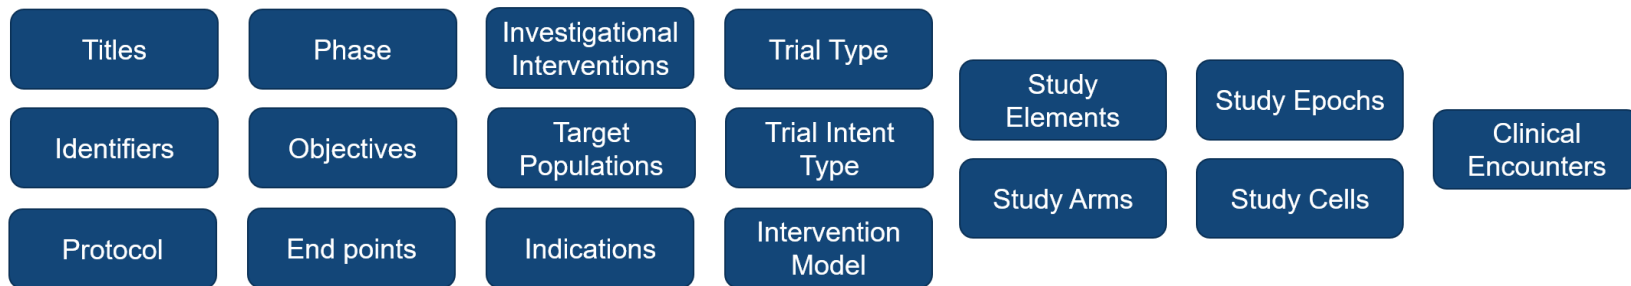 Titles
Phase
Investigational
Interventions
Trial Type
Identifiers
Objectives
Target
Populations
Trial Intent
Type
Protocol
End points
Indications
Intervention
Model
Study
Elements
Study Epochs
Study Arms
Study Cells
Clinical
Encounters